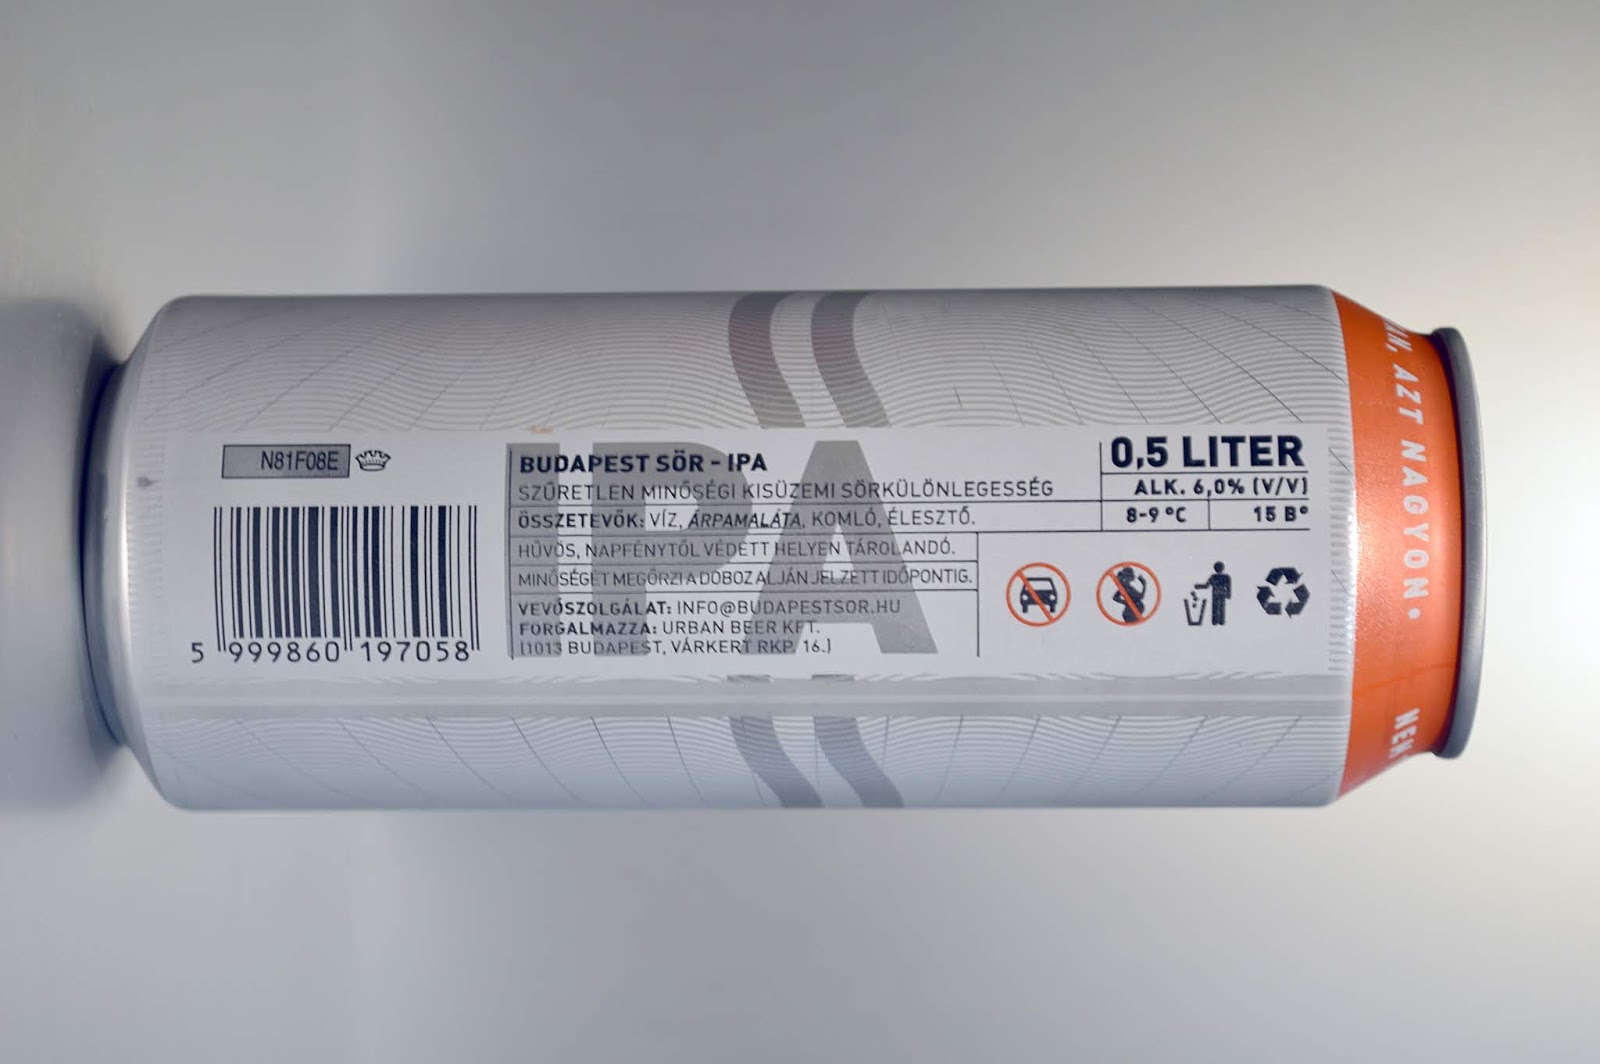 N81F08E
5 999860 197058
IPA
BUDAPEST SÖR - IPA
SZŰRETLEN MINŐSÉGI KISÜZEMI SÖRKÜLÖNLEGESSÉG
ÖSSZETEVŐK: VÍZ, ÁRPAMALÁTA, KOMLÓ, ÉLESZTŐ.
HŰVÖS, NAPFÉNYTŐL VÉDETT HELYEN TÁROLANDÓ.
MINŐSÉGÉT MEGŐRZI A DOBOZ ALJÁN JELZETT IDŐPONTIG.
VEVŐSZOLGÁLAT: INFO@BUDAPESTSOR.HU
FORGALMAZZA: URBAN BEER KFT.
(1013 BUDAPEST, VÁRKERT RKP. 16.)
0,5 LITER
ALK. 6,0% (V/V)
8-9 °C 15 B°
AZT NAGYON•